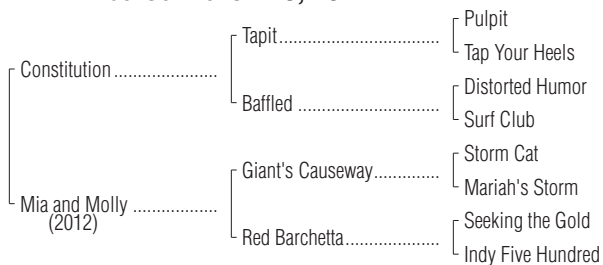 Pulpit
Tapit
Tap Your Heels
Constitution
Distorted Humor
Baffled
Surf Club
Storm Cat
Giant's Causeway
Mariah's Storm
Mia and Molly
(2012)
Seeking the Gold
Red Barchetta
Indy Five Hundred